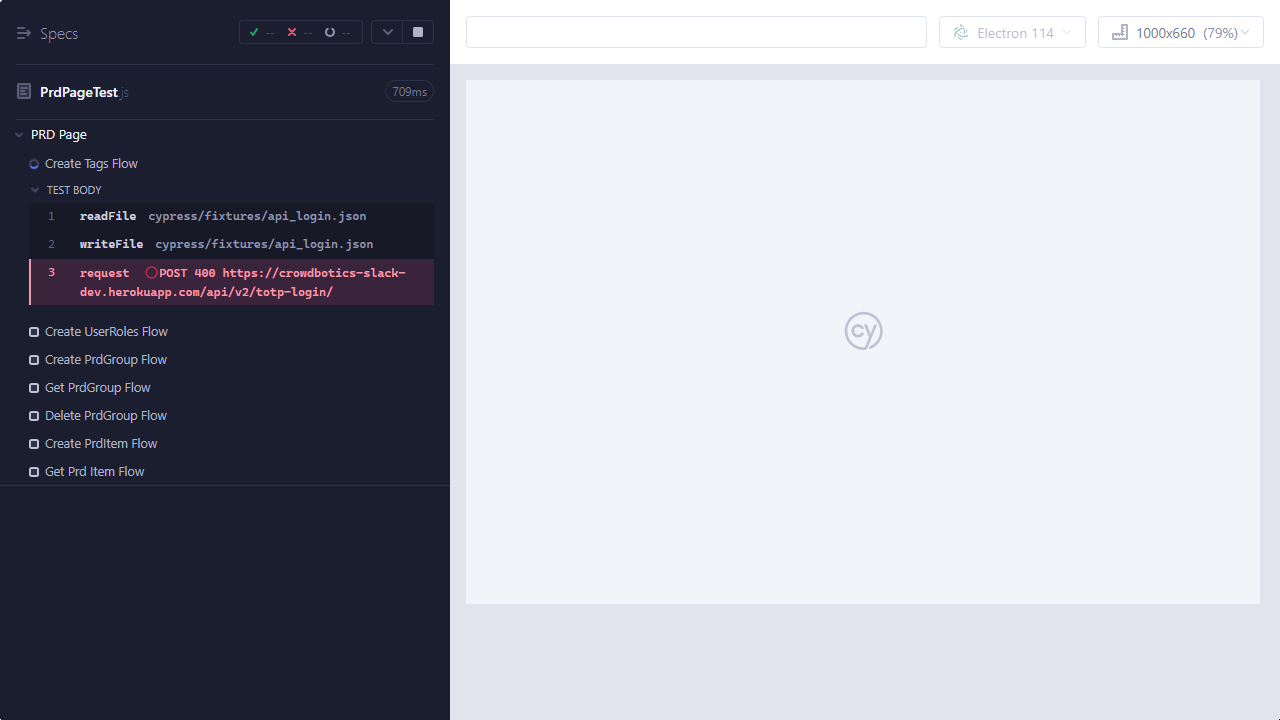 Specs
--
--
--
Electron 114
1000x660 (79%)
PrdPageTest.js
709ms
PRD Page
Create Tags Flow
TEST BODY
1 readFile cypress/fixtures/api_login.json
2 writeFile cypress/fixtures/api_login.json
3 request POST 400 https://crowdbotics-slack-
dev.herokuapp.com/api/v2/totp-login/
Create UserRoles Flow
Create PrdGroup Flow
Get PrdGroup Flow
Delete PrdGroup Flow
Create PrdItem Flow
Get Prd Item Flow
cy